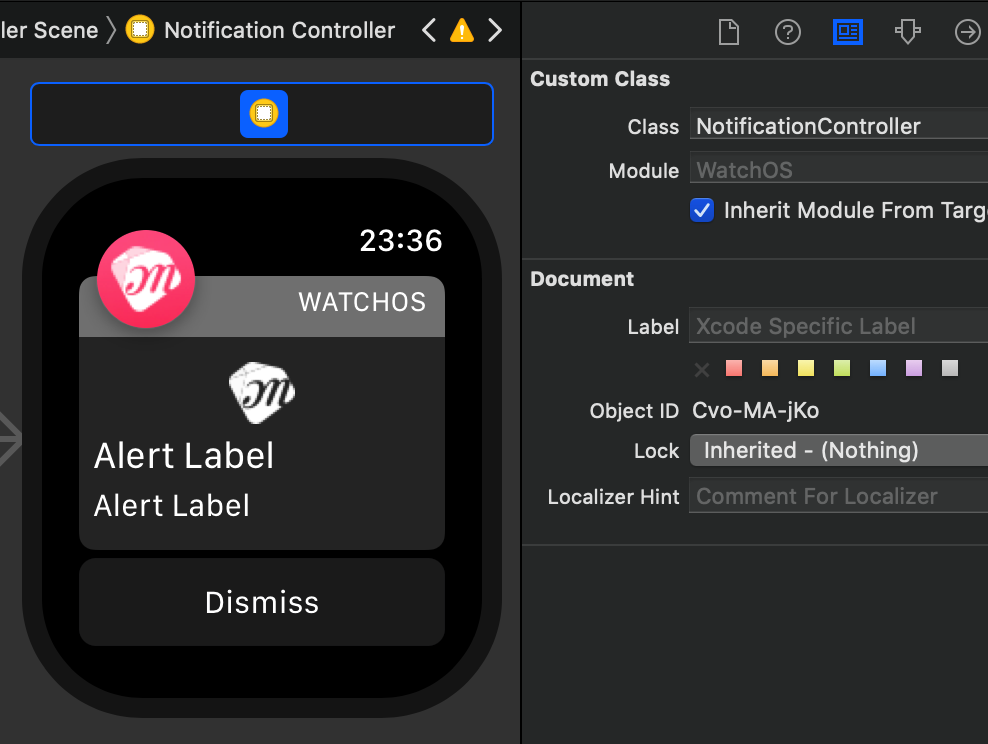 ler Scene
Notification Controller
23:36
WATCHOS
Alert Label
Alert Label
Dismiss
Custom Class
Class NotificationController
Module WatchOS
Inherit Module From Targe
Document
Label Xcode Specific Label
Object ID Cvo-MA-jKo
Lock Inherited - (Nothing)
Localizer Hint Comment For Localizer